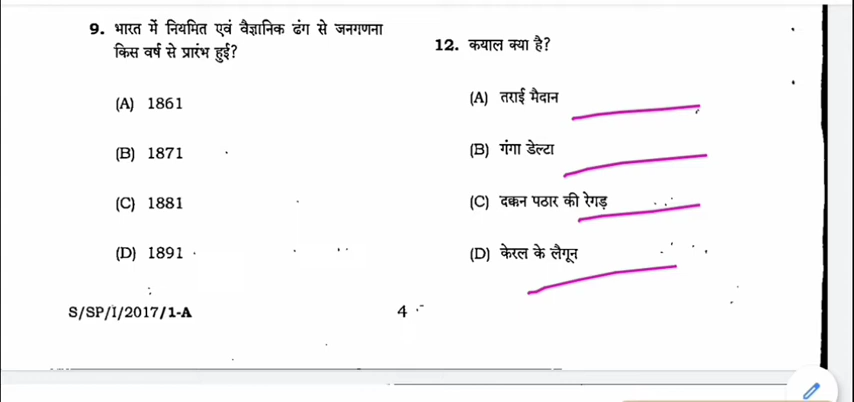 9. भारत में नियमित एवं वैज्ञानिक ढंग से जनगणना
किस वर्ष से प्रारंभ हुई?
(A) 1861
(B) 1871
(C) 1881
(D) 1891
S/SP/I/2017/1-A
4
12. कयाल क्या है?
(A) तराई मैदान
(B) गंगा डेल्टा
(C) दक्कन पठार की रेगड़
(D) केरल के लैगून